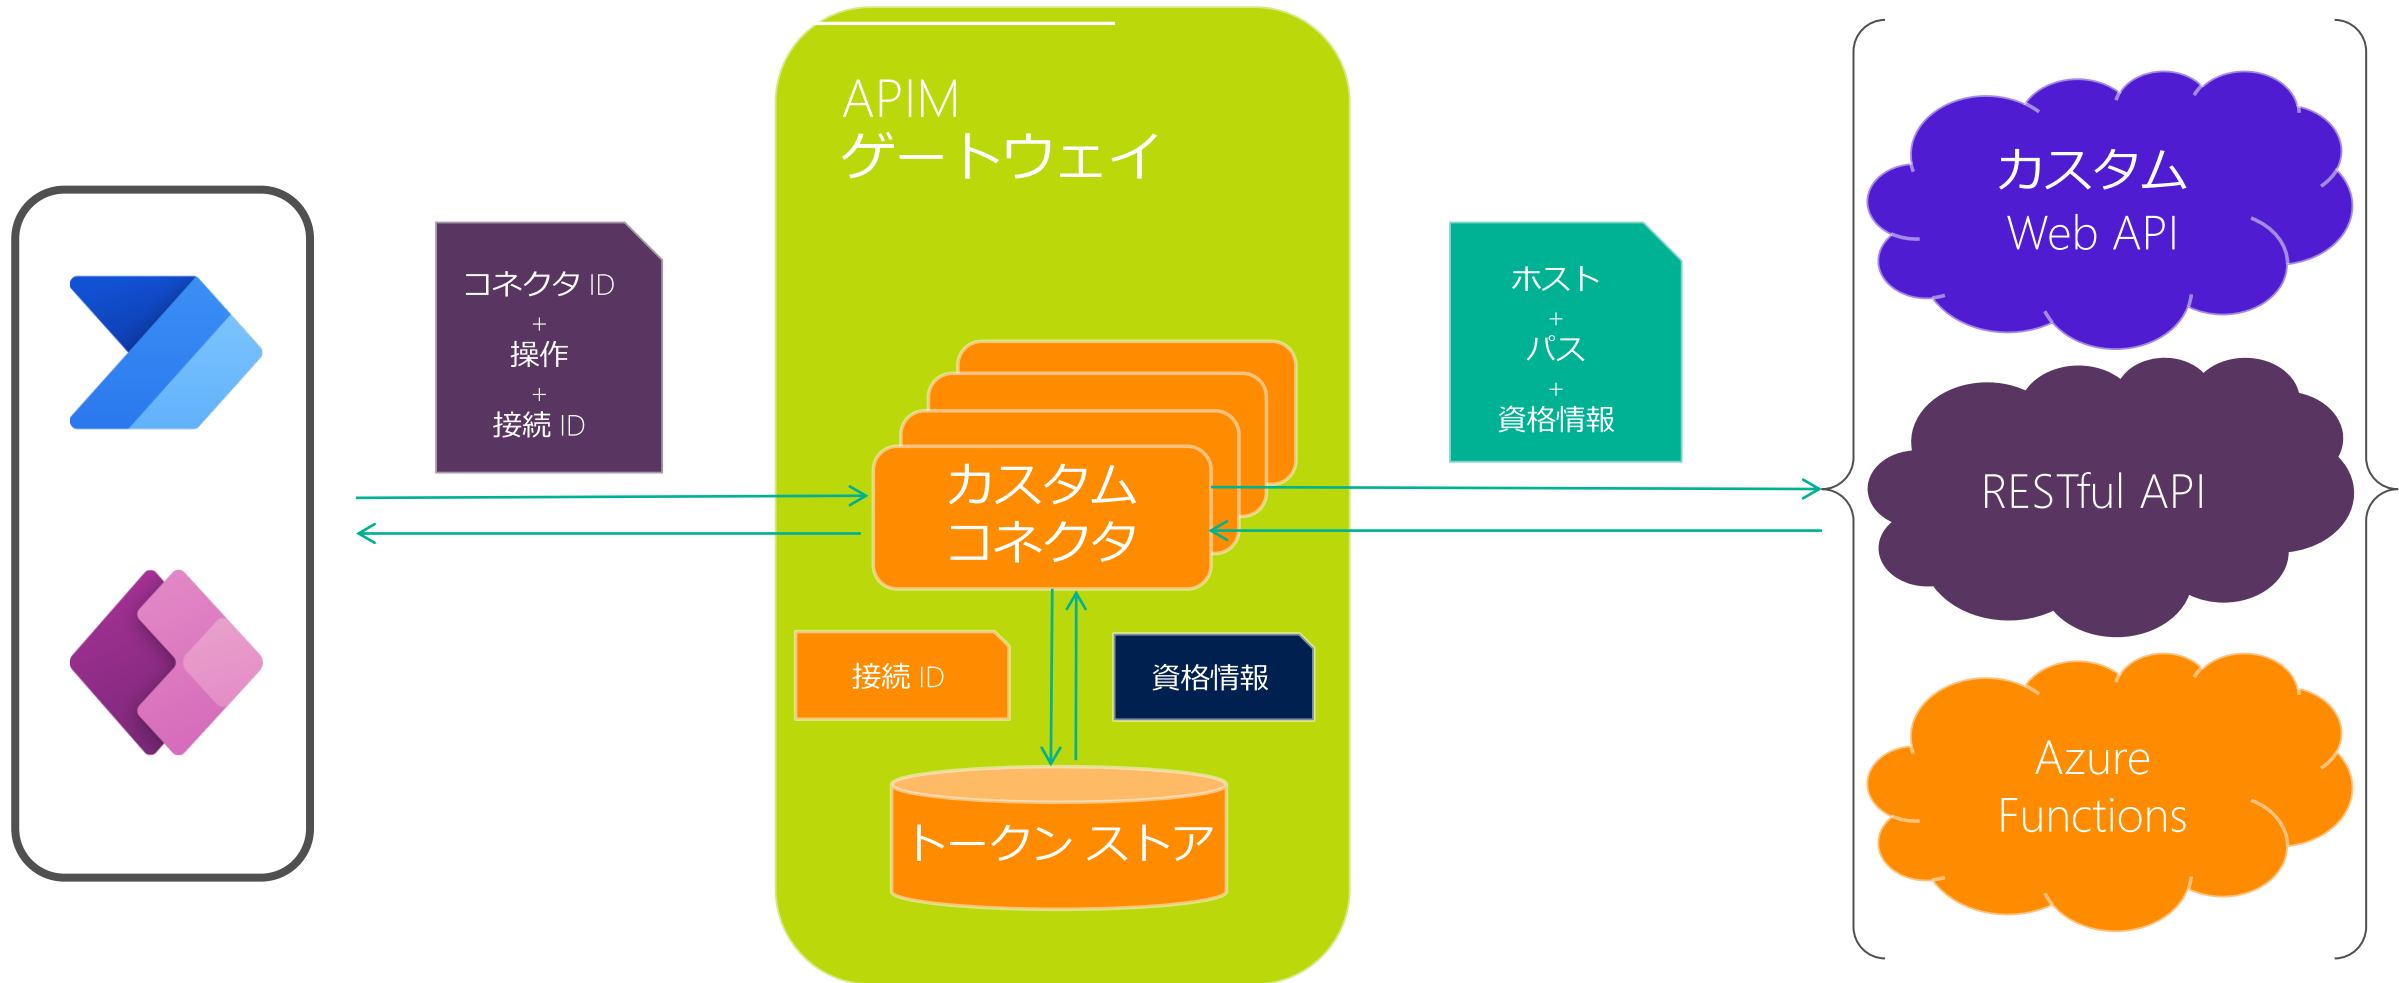 APIM
ゲートウェイ
コネクタ ID
+
操作
+
接続 ID
カスタム
コネクタ
接続 ID
資格情報
トークン ストア
ホスト
+
パス
+
資格情報
カスタム
Web API
RESTful API
Azure
Functions